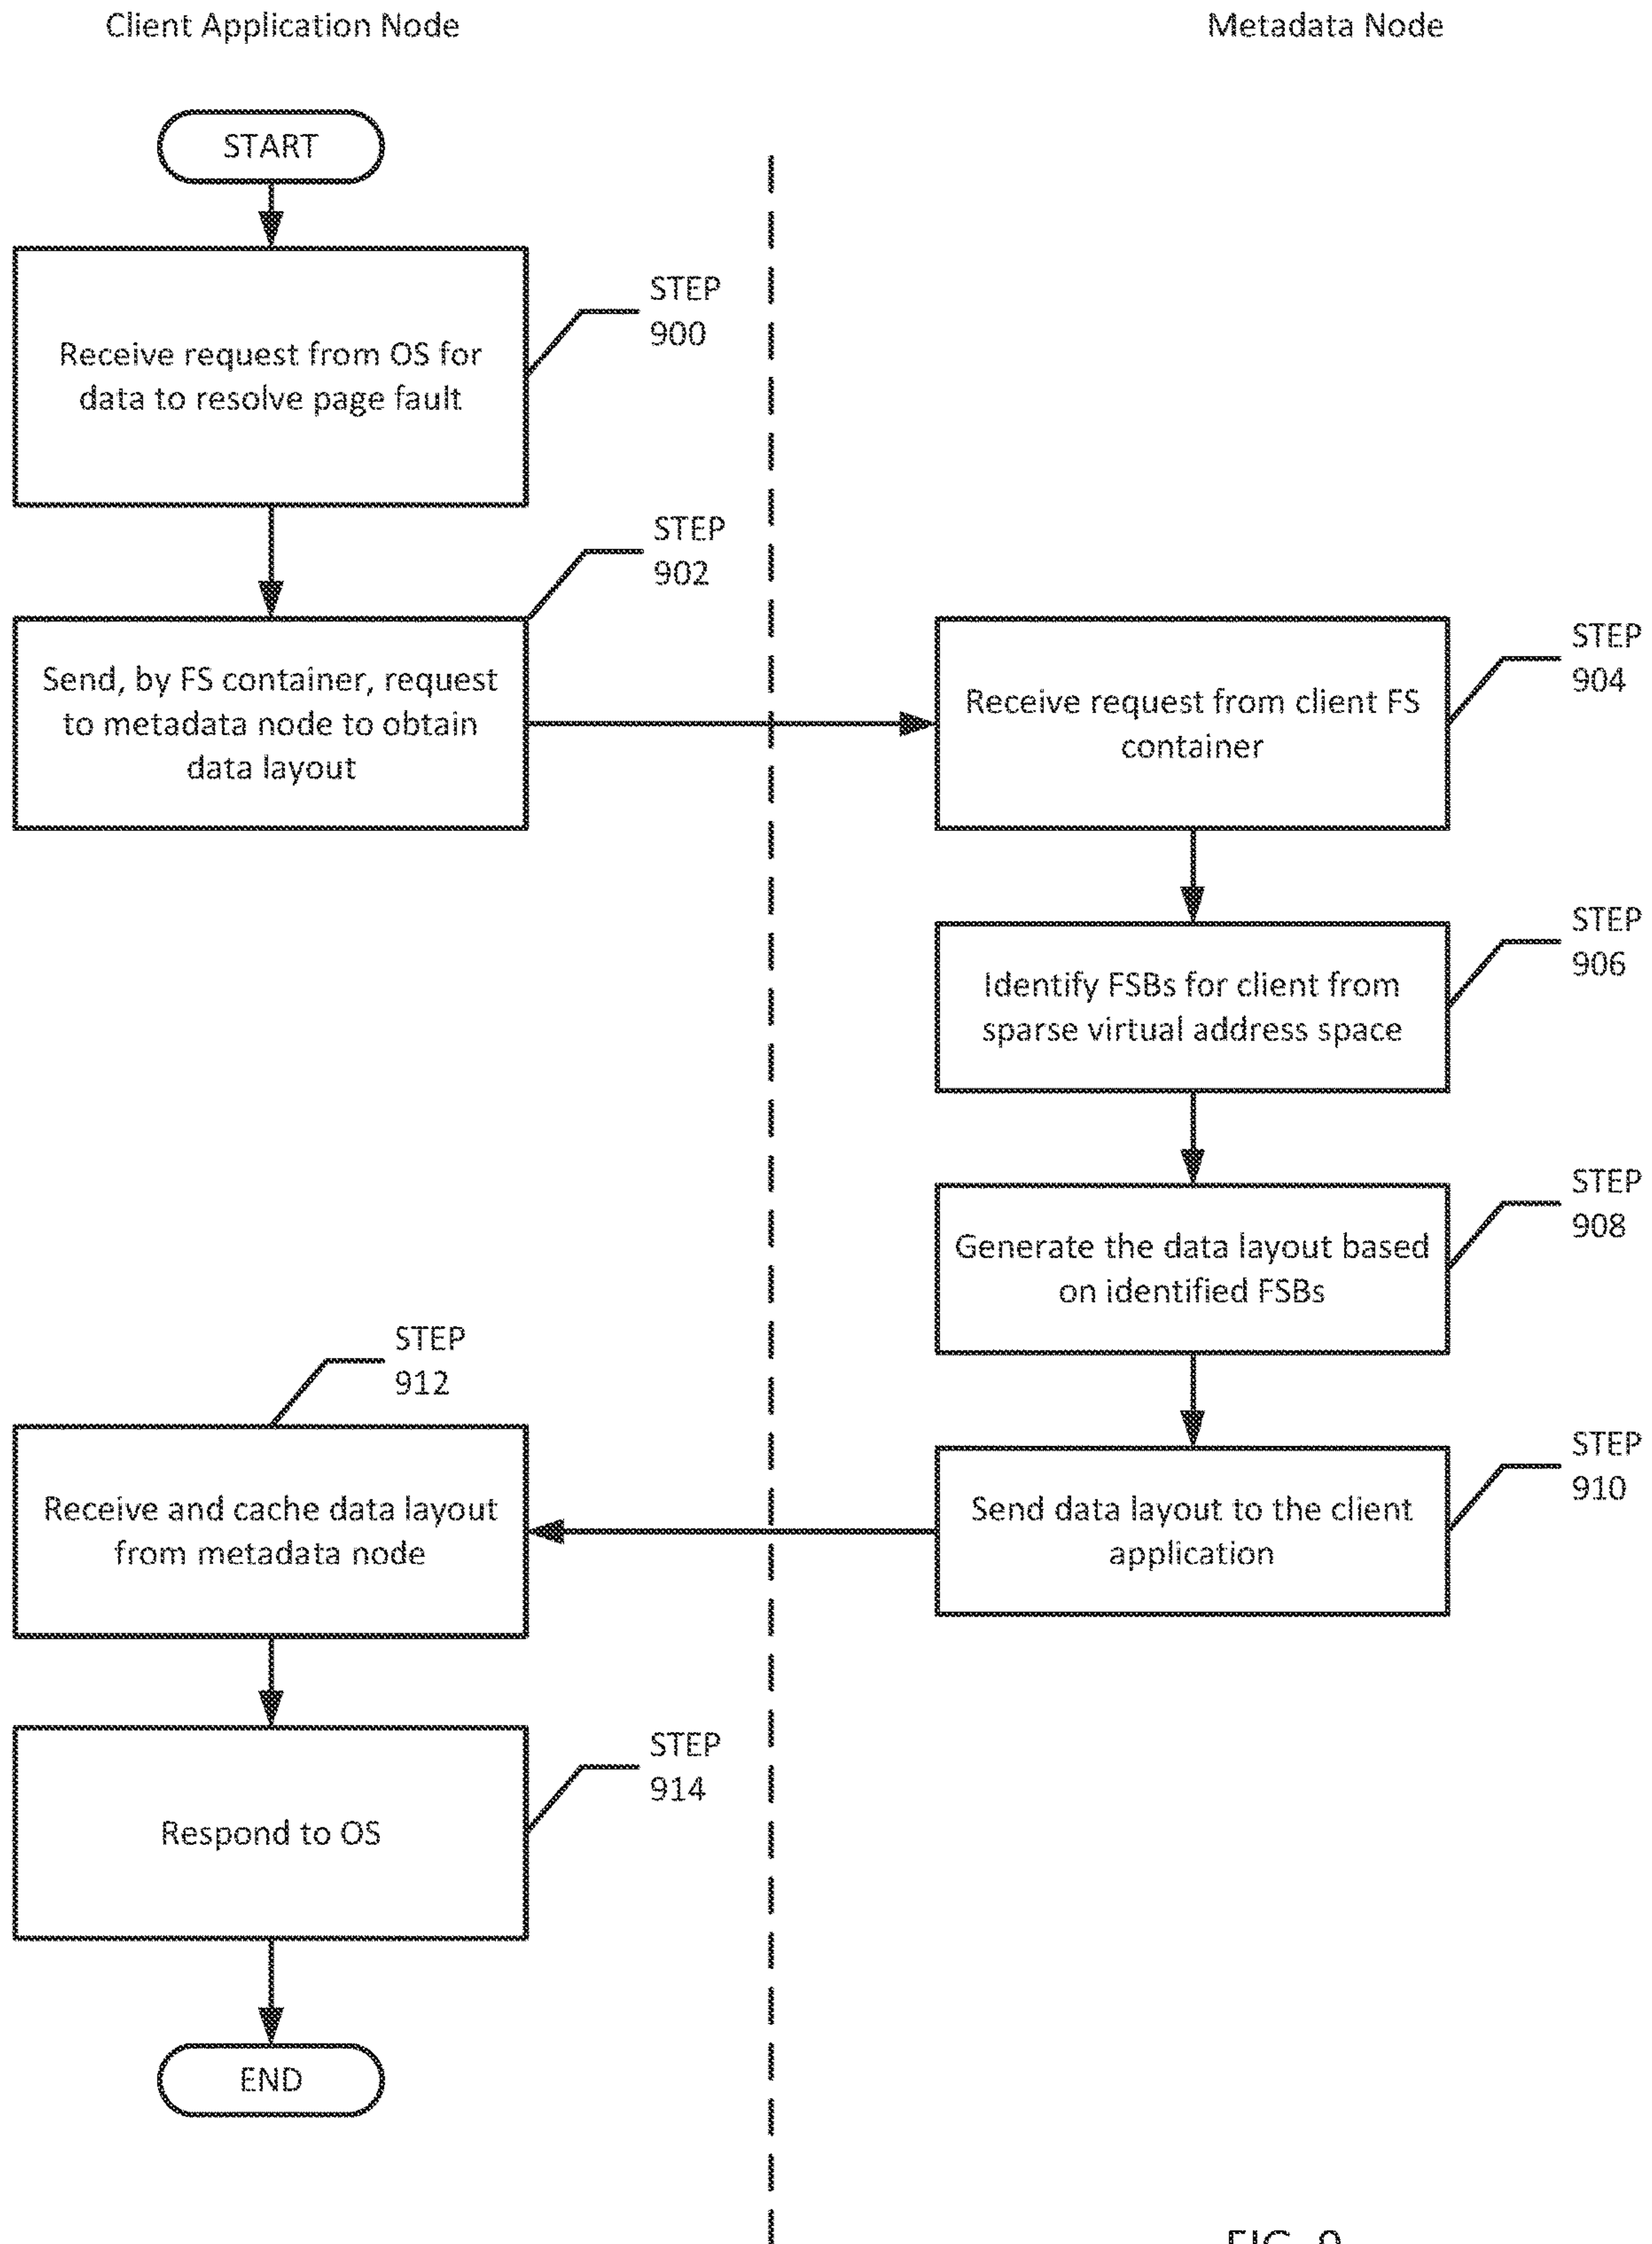 Client Application Node
Metadata Node
START
STEP
900
Receive request from OS for
data to resolve page fault
STEP
902
Send, by FS container, request
to metadata node to obtain
data layout
STEP
904
Receive request from client FS
container
STEP
906
Identify FSBs for client from
sparse virtual address space
STEP
908
Generate the data layout based
on identified FSBs
STEP
910
Send data layout to the client
application
STEP
912
Receive and cache data layout
from metadata node
STEP
914
Respond to OS
END